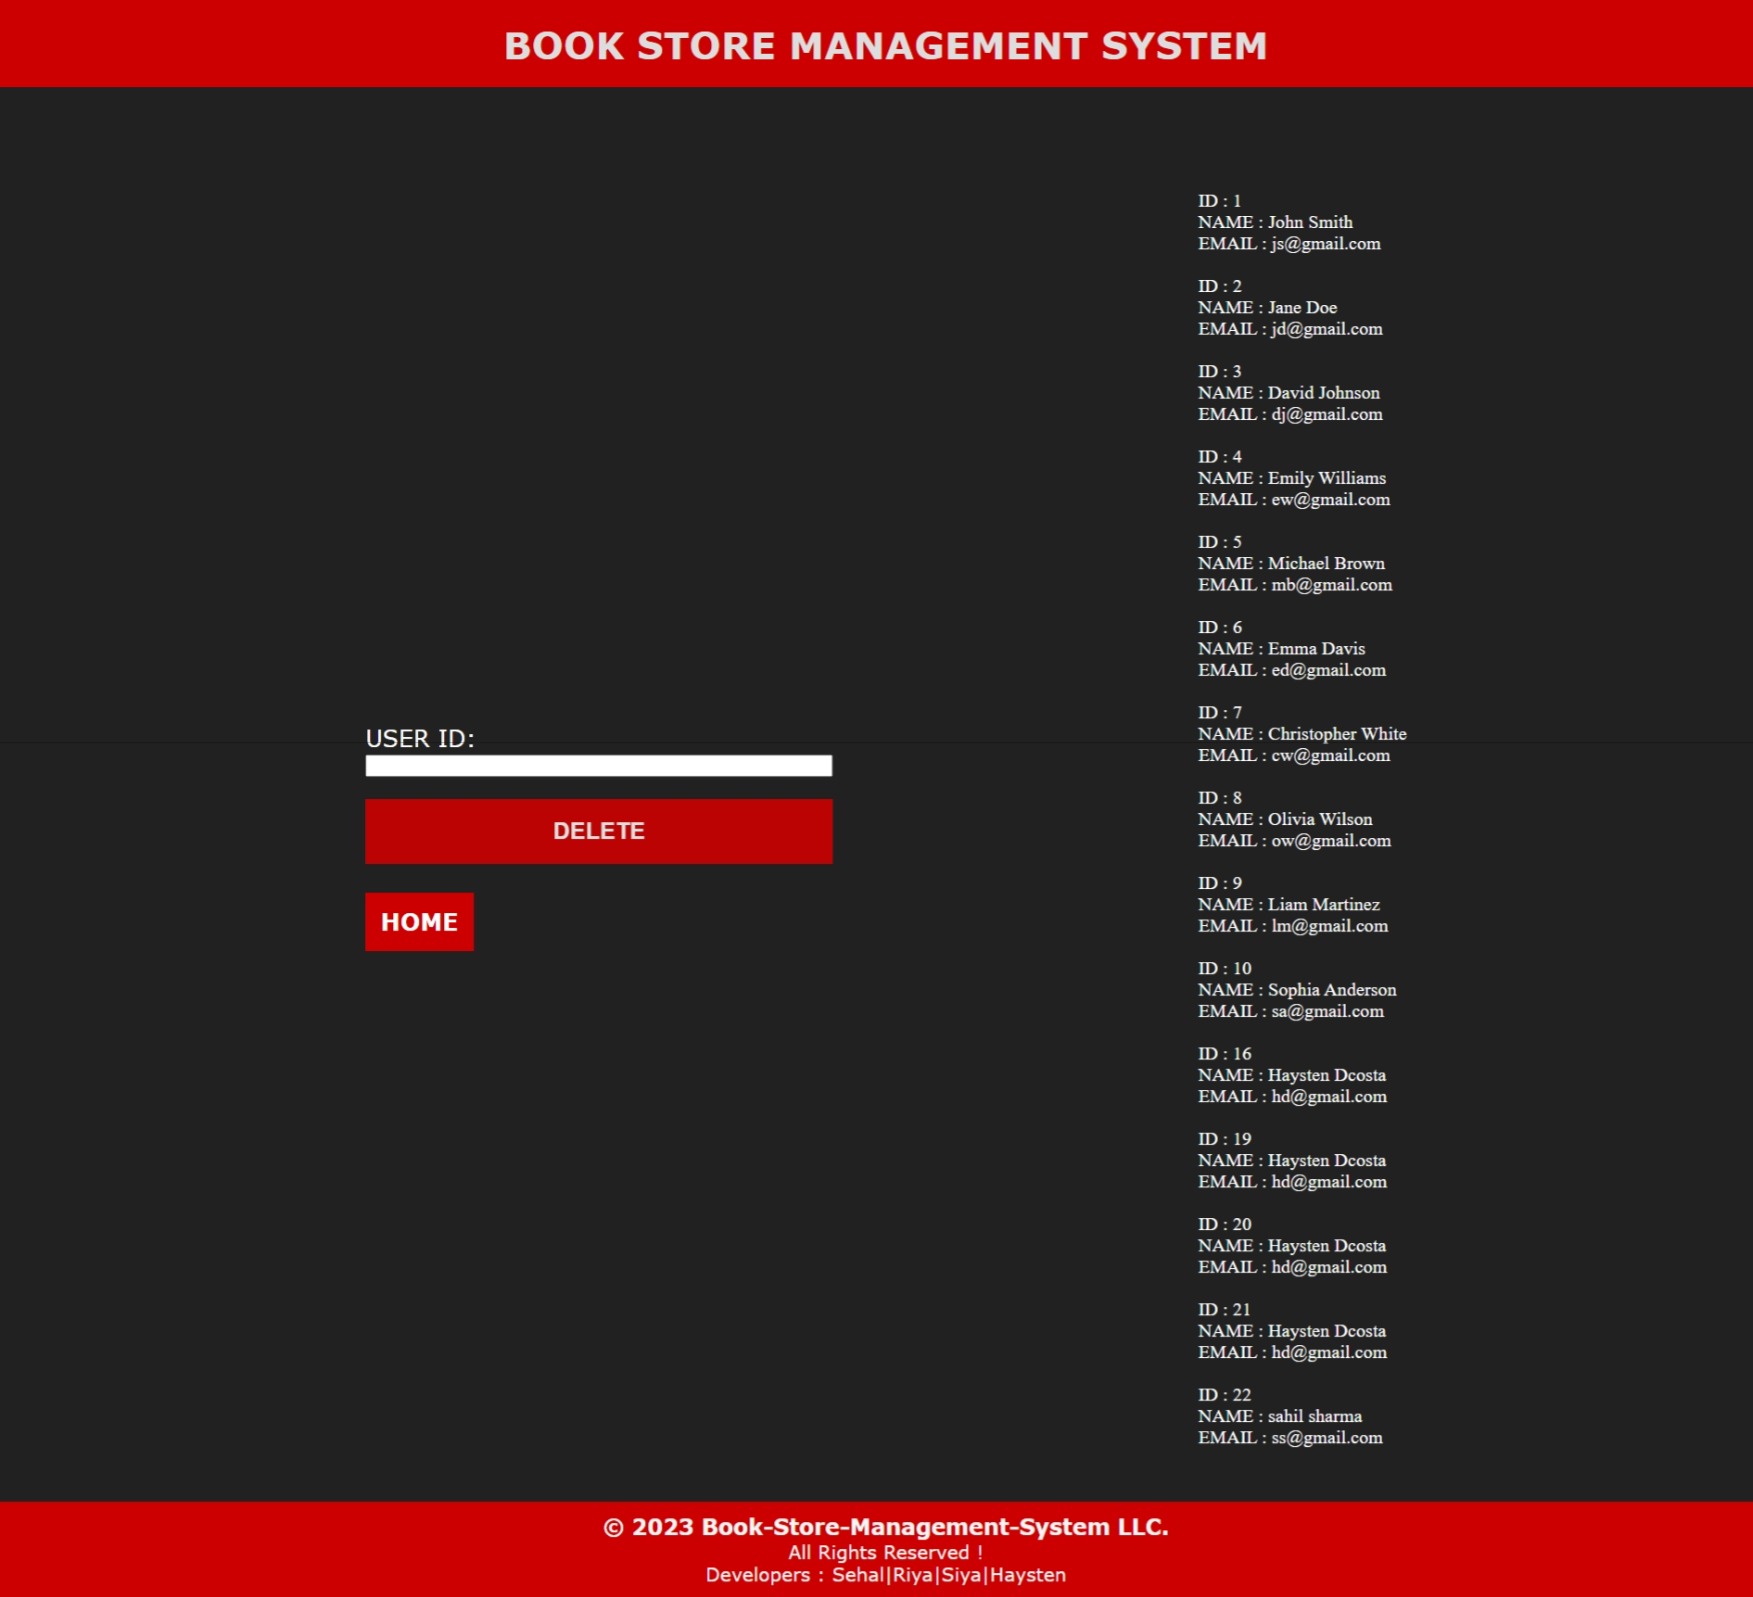 BOOK STORE MANAGEMENT SYSTEM
USER ID:
DELETE
HOME
ID : 1
NAME : John Smith
EMAIL : js@gmail.com
ID : 2
NAME : Jane Doe
EMAIL : jd@gmail.com
ID : 3
NAME : David Johnson
EMAIL : dj@gmail.com
ID : 4
NAME : Emily Williams
EMAIL : ew@gmail.com
ID : 5
NAME : Michael Brown
EMAIL : mb@gmail.com
ID : 6
NAME : Emma Davis
EMAIL : ed@gmail.com
ID : 7
NAME : Christopher White
EMAIL : cw@gmail.com
ID : 8
NAME : Olivia Wilson
EMAIL : ow@gmail.com
ID : 9
NAME : Liam Martinez
EMAIL : lm@gmail.com
ID : 10
NAME : Sophia Anderson
EMAIL : sa@gmail.com
ID : 16
NAME : Haysten Dcosta
EMAIL : hd@gmail.com
ID : 19
NAME : Haysten Dcosta
EMAIL : hd@gmail.com
ID : 20
NAME : Haysten Dcosta
EMAIL : hd@gmail.com
ID : 21
NAME : Haysten Dcosta
EMAIL : hd@gmail.com
ID : 22
NAME : sahil sharma
EMAIL : ss@gmail.com
© 2023 Book-Store-Management-System LLC.
All Rights Reserved !
Developers : Sehal|Riya|Siya|Haysten